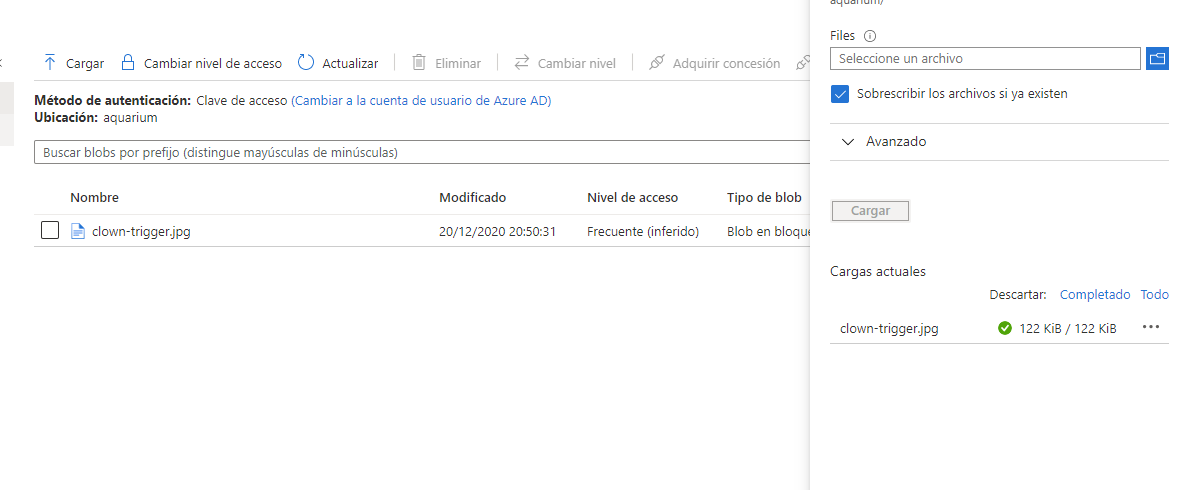 Cargar Cambiar nivel de acceso Actualizar Eliminar Cambiar nivel Adquirir concesión
Método de autenticación: Clave de acceso (Cambiar a la cuenta de usuario de Azure AD)
Ubicación: aquarium
Buscar blobs por prefijo (distingue mayúsculas de minúsculas)
Nombre Modificado Nivel de acceso Tipo de blob
clown-trigger.jpg 20/12/2020 20:50:31 Frecuente (inferido) Blob en bloque
aquarium/
Files
Seleccione un archivo
Sobrescribir los archivos si ya existen
Avanzado
Cargar
Cargas actuales
Descartar: Completado Todo
clown-trigger.jpg 122 KiB / 122 KiB